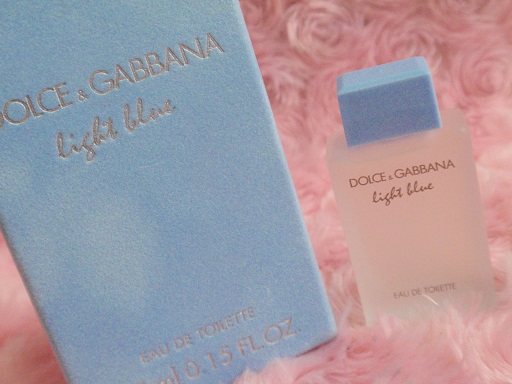 DOLCE & GABBANA
light blue
EAU DE TOILETTE
ml 0.15 FL.OZ.
DOLCE & GABBANA
light blue
EAU DE TOILETTE